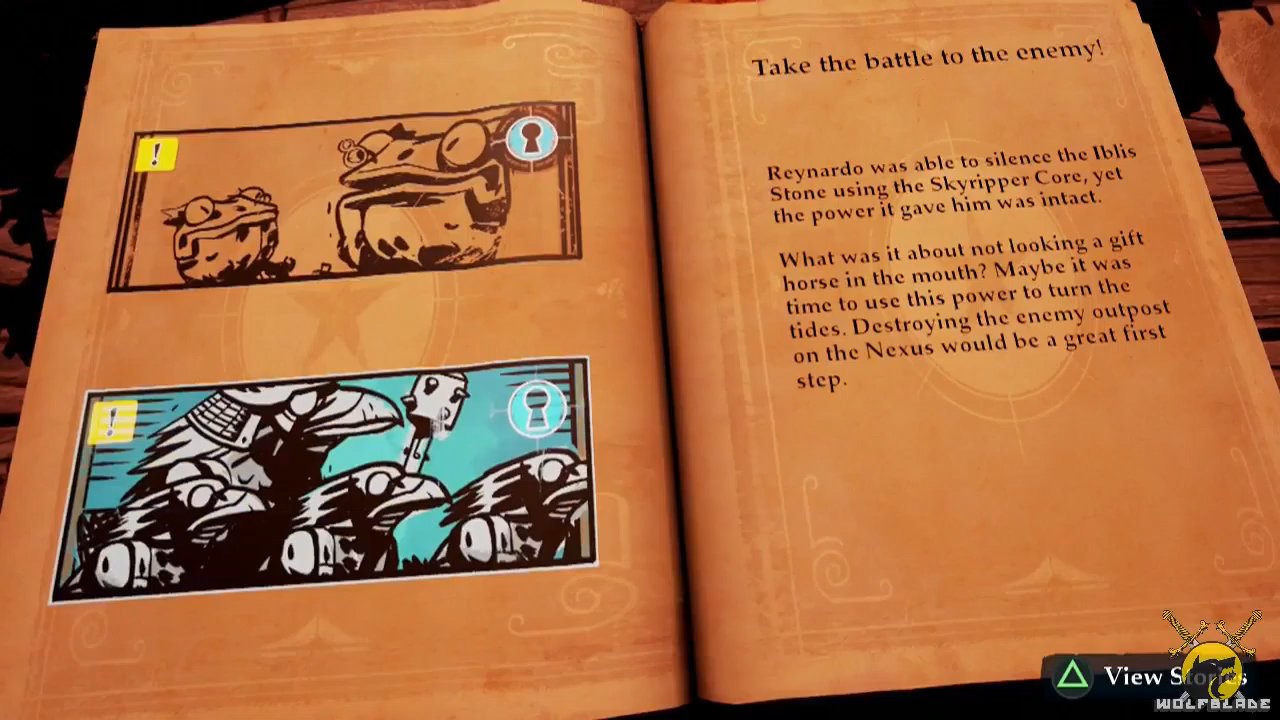 !
!
Take the battle to the enemy!
Reynardo was able to silence the Iblis
Stone using the Skyripper Core, yet
the power it gave him was intact.
What was it about not looking a gift
horse in the mouth? Maybe it was
time to use this power to turn the
tides. Destroying the enemy outpost
on the Nexus would be a great first
step.
View Stories
WOLFBLADE